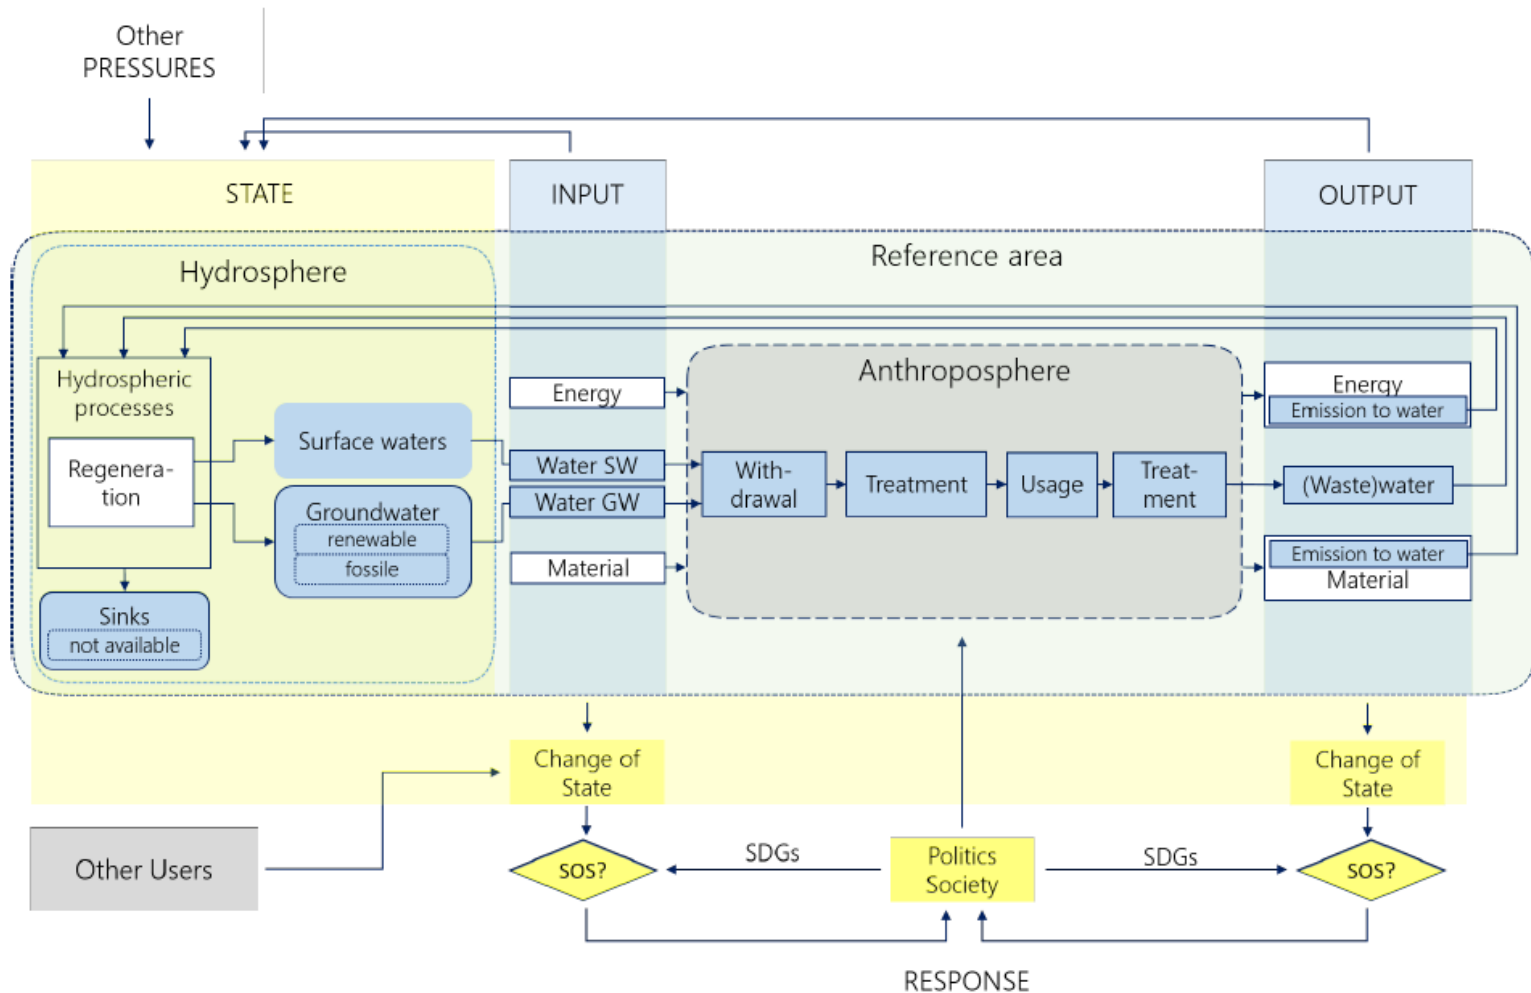 Other
PRESSURES
STATE
INPUT
OUTPUT
Hydrosphere
Reference area
Hydrospheric
processes
Regenera-
tion
Surface waters
Groundwater
renewable
fossile
Sinks
not available
Energy
Water SW
Water GW
Material
Anthroposphere
With-
drawal
Treatment
Usage
Treat-
ment
Energy
Emission to water
(Waste)water
Emission to water
Material
Change of
State
Change of
State
Other Users
SOS?
SDGs
Politics
Society
SDGs
SOS?
RESPONSE